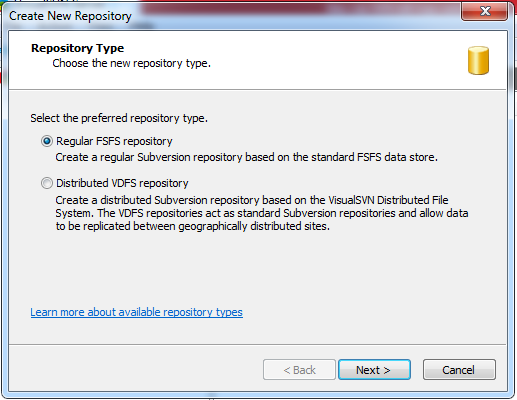 Create New Repository
Repository Type
Choose the new repository type.
Select the preferred repository type.
Regular FSFS repository
Create a regular Subversion repository based on the standard FSFS data store.
Distributed VDFS repository
Create a distributed Subversion repository based on the VisualSVN Distributed File
System. The VDFS repositories act as standard Subversion repositories and allow data
to be replicated between geographically distributed sites.
Learn more about available repository types
< Back
Next >
Cancel